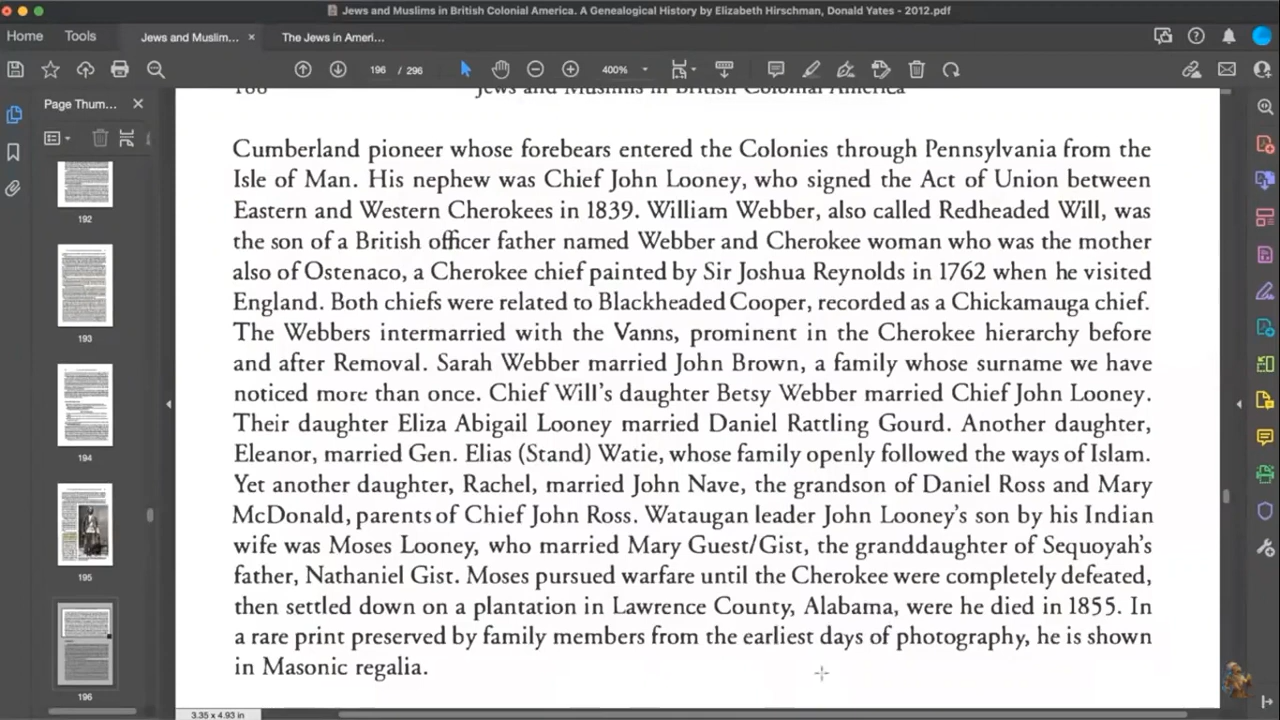 Jews and Muslims in British Colonial America. A Genealogical History by Elizabeth Hirschman, Donald Yates - 2012.pdf
Home Tools Jews and Muslim... × The Jews in Ameri...
196 / 296 400%
Page Thum... ×
192
193
194
195
196
Jews and Muslims in British Colonial America
Cumberland pioneer whose forebears entered the Colonies through Pennsylvania from the
Isle of Man. His nephew was Chief John Looney, who signed the Act of Union between
Eastern and Western Cherokees in 1839. William Webber, also called Redheaded Will, was
the son of a British officer father named Webber and Cherokee woman who was the mother
also of Ostenaco, a Cherokee chief painted by Sir Joshua Reynolds in 1762 when he visited
England. Both chiefs were related to Blackheaded Cooper, recorded as a Chickamauga chief.
The Webbers intermarried with the Vanns, prominent in the Cherokee hierarchy before
and after Removal. Sarah Webber married John Brown, a family whose surname we have
noticed more than once. Chief Will's daughter Betsy Webber married Chief John Looney.
Their daughter Eliza Abigail Looney married Daniel Rattling Gourd. Another daughter,
Eleanor, married Gen. Elias (Stand) Watie, whose family openly followed the ways of Islam.
Yet another daughter, Rachel, married John Nave, the grandson of Daniel Ross and Mary
McDonald, parents of Chief John Ross. Wataugan leader John Looney's son by his Indian
wife was Moses Looney, who married Mary Guest/Gist, the granddaughter of Sequoyah's
father, Nathaniel Gist. Moses pursued warfare until the Cherokee were completely defeated,
then settled down on a plantation in Lawrence County, Alabama, were he died in 1855. In
a rare print preserved by family members from the earliest days of photography, he is shown
in Masonic regalia.
3.35 x 4.93 in